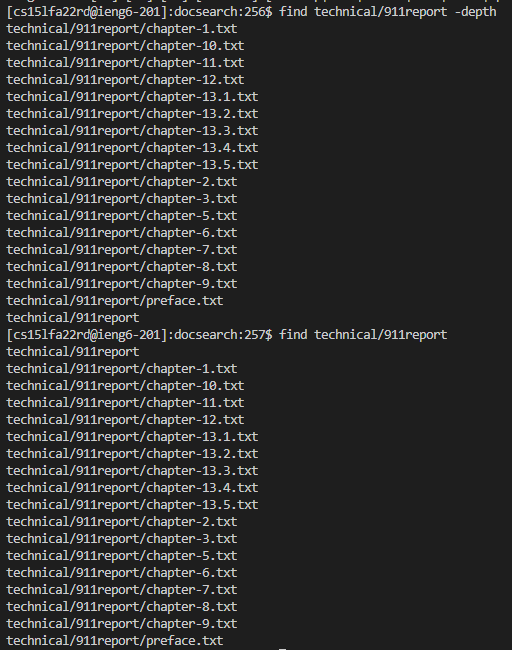 [cs15lfa22rd@ieng6-201]:docsearch:256$ find technical/911report -depth
technical/911report/chapter-1.txt
technical/911report/chapter-10.txt
technical/911report/chapter-11.txt
technical/911report/chapter-12.txt
technical/911report/chapter-13.1.txt
technical/911report/chapter-13.2.txt
technical/911report/chapter-13.3.txt
technical/911report/chapter-13.4.txt
technical/911report/chapter-13.5.txt
technical/911report/chapter-2.txt
technical/911report/chapter-3.txt
technical/911report/chapter-5.txt
technical/911report/chapter-6.txt
technical/911report/chapter-7.txt
technical/911report/chapter-8.txt
technical/911report/chapter-9.txt
technical/911report/preface.txt
technical/911report
[cs15lfa22rd@ieng6-201]:docsearch:257$ find technical/911report
technical/911report
technical/911report/chapter-1.txt
technical/911report/chapter-10.txt
technical/911report/chapter-11.txt
technical/911report/chapter-12.txt
technical/911report/chapter-13.1.txt
technical/911report/chapter-13.2.txt
technical/911report/chapter-13.3.txt
technical/911report/chapter-13.4.txt
technical/911report/chapter-13.5.txt
technical/911report/chapter-2.txt
technical/911report/chapter-3.txt
technical/911report/chapter-5.txt
technical/911report/chapter-6.txt
technical/911report/chapter-7.txt
technical/911report/chapter-8.txt
technical/911report/chapter-9.txt
technical/911report/preface.txt